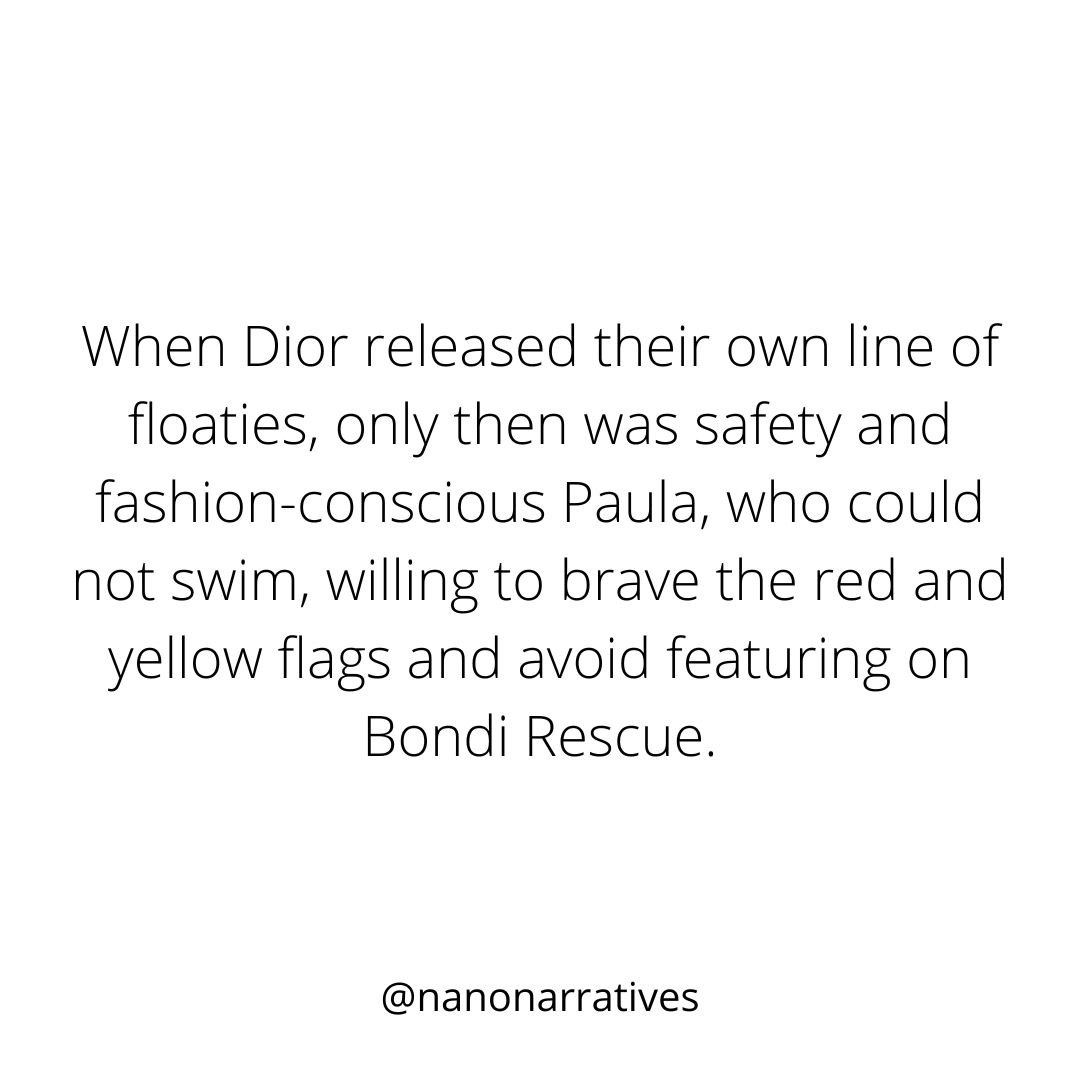 When Dior released their own line of
floaties, only then was safety and
fashion-conscious Paula, who could
not swim, willing to brave the red and
yellow flags and avoid featuring on
Bondi Rescue.
@nanonarratives